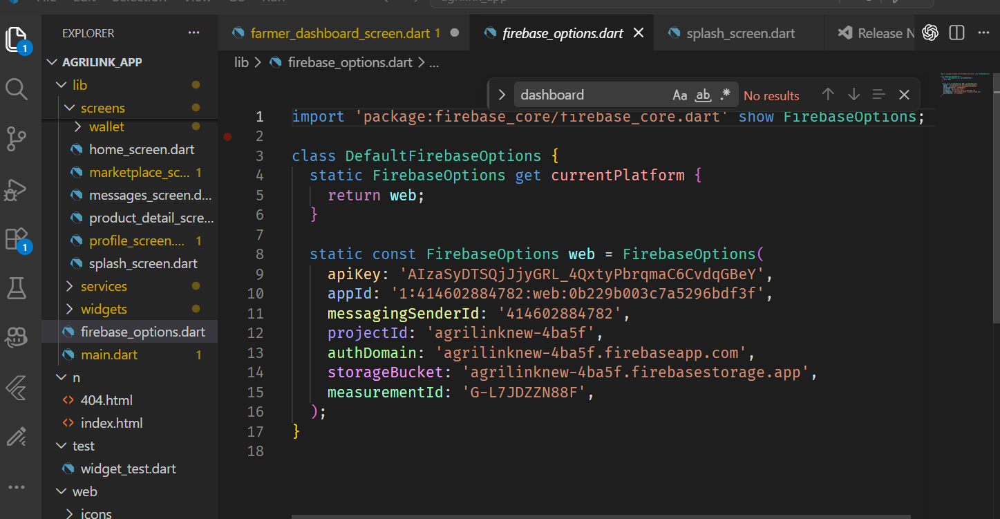 EXPLORER
AGRILINK_APP
lib
screens
wallet
home_screen.dart
marketplace_sc... 1
messages_screen.d...
product_detail_scre...
profile_screen.... 1
splash_screen.dart
services
widgets
firebase_options.dart
main.dart 1
n
404.html
index.html
test
widget_test.dart
web
icons
1
1
farmer_dashboard_screen.dart 1
firebase_options.dart
splash_screen.dart
Release N
lib > firebase_options.dart > ...
dashboard Aa ab .* No results
1 import 'package:firebase_core/firebase_core.dart' show FirebaseOptions;
2
3 class DefaultFirebaseOptions {
4 static FirebaseOptions get currentPlatform {
5 return web;
6 }
7
8 static const FirebaseOptions web = FirebaseOptions(
9 apiKey: 'AIzaSyDTSQjJjyGRL_4QxtyPbrqmaC6CvdqGBeY',
10 appId: '1:414602884782:web:0b229b003c7a5296bdf3f',
11 messagingSenderId: '414602884782',
12 projectId: 'agrilinknew-4ba5f',
13 authDomain: 'agrilinknew-4ba5f.firebaseapp.com',
14 storageBucket: 'agrilinknew-4ba5f.firebasestorage.app',
15 measurementId: 'G-L7JDZZN88F',
16 );
17 }
18